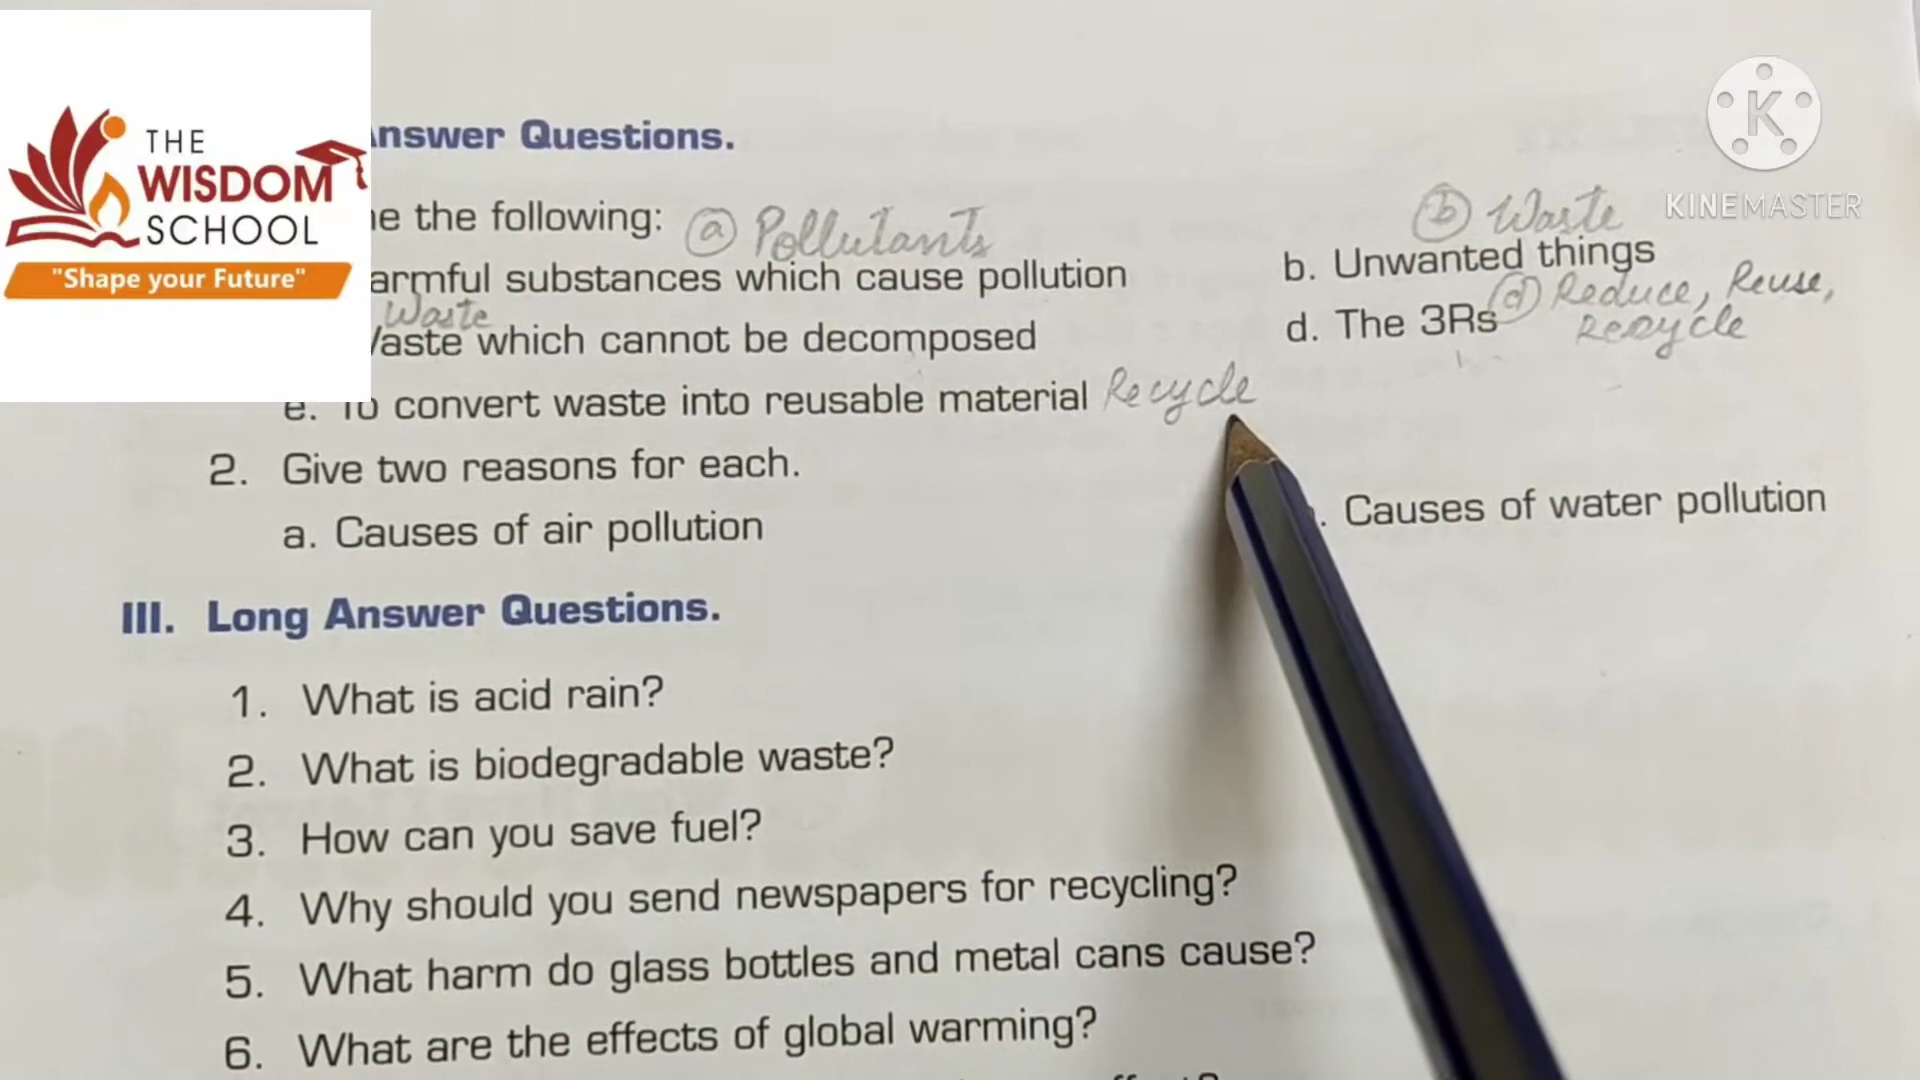 THE
WISDOM
SCHOOL
"Shape your Future"
KINEMASTER
Answer Questions.
the following: ⓐ Pollutants
ⓑ Waste
armful substances which cause pollution
b. Unwanted things
Waste
ⓓ Reduce, Reuse,
Recycle
aste which cannot be decomposed
d. The 3Rs
e. To convert waste into reusable material Recycle
2. Give two reasons for each.
a. Causes of air pollution
. Causes of water pollution
III. Long Answer Questions.
1. What is acid rain?
2. What is biodegradable waste?
3. How can you save fuel?
4. Why should you send newspapers for recycling?
5. What harm do glass bottles and metal cans cause?
6. What are the effects of global warming?